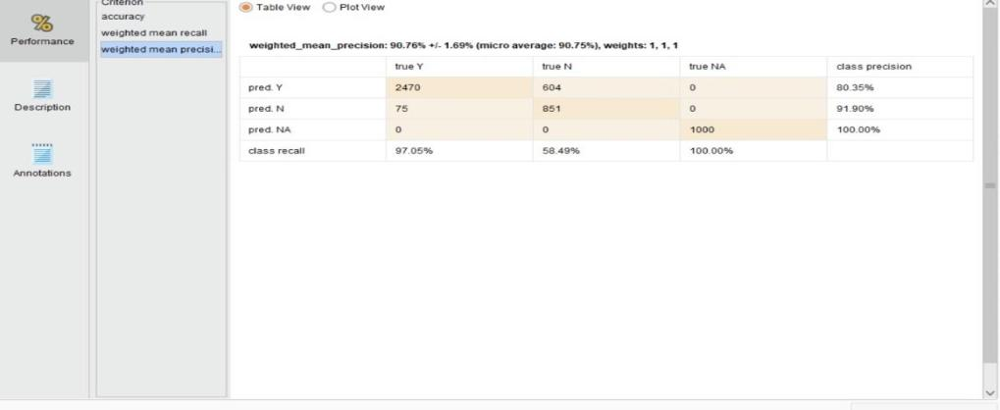 Criterion
accuracy
weighted mean recall
weighted mean precisi...
%
Performance
Description
Annotations
Table View Plot View
weighted_mean_precision: 90.76% +/- 1.69% (micro average: 90.75%), weights: 1, 1, 1
true Y true N true NA class precision
pred. Y 2470 604 0 80.35%
pred. N 75 851 0 91.90%
pred. NA 0 0 1000 100.00%
class recall 97.05% 58.49% 100.00%